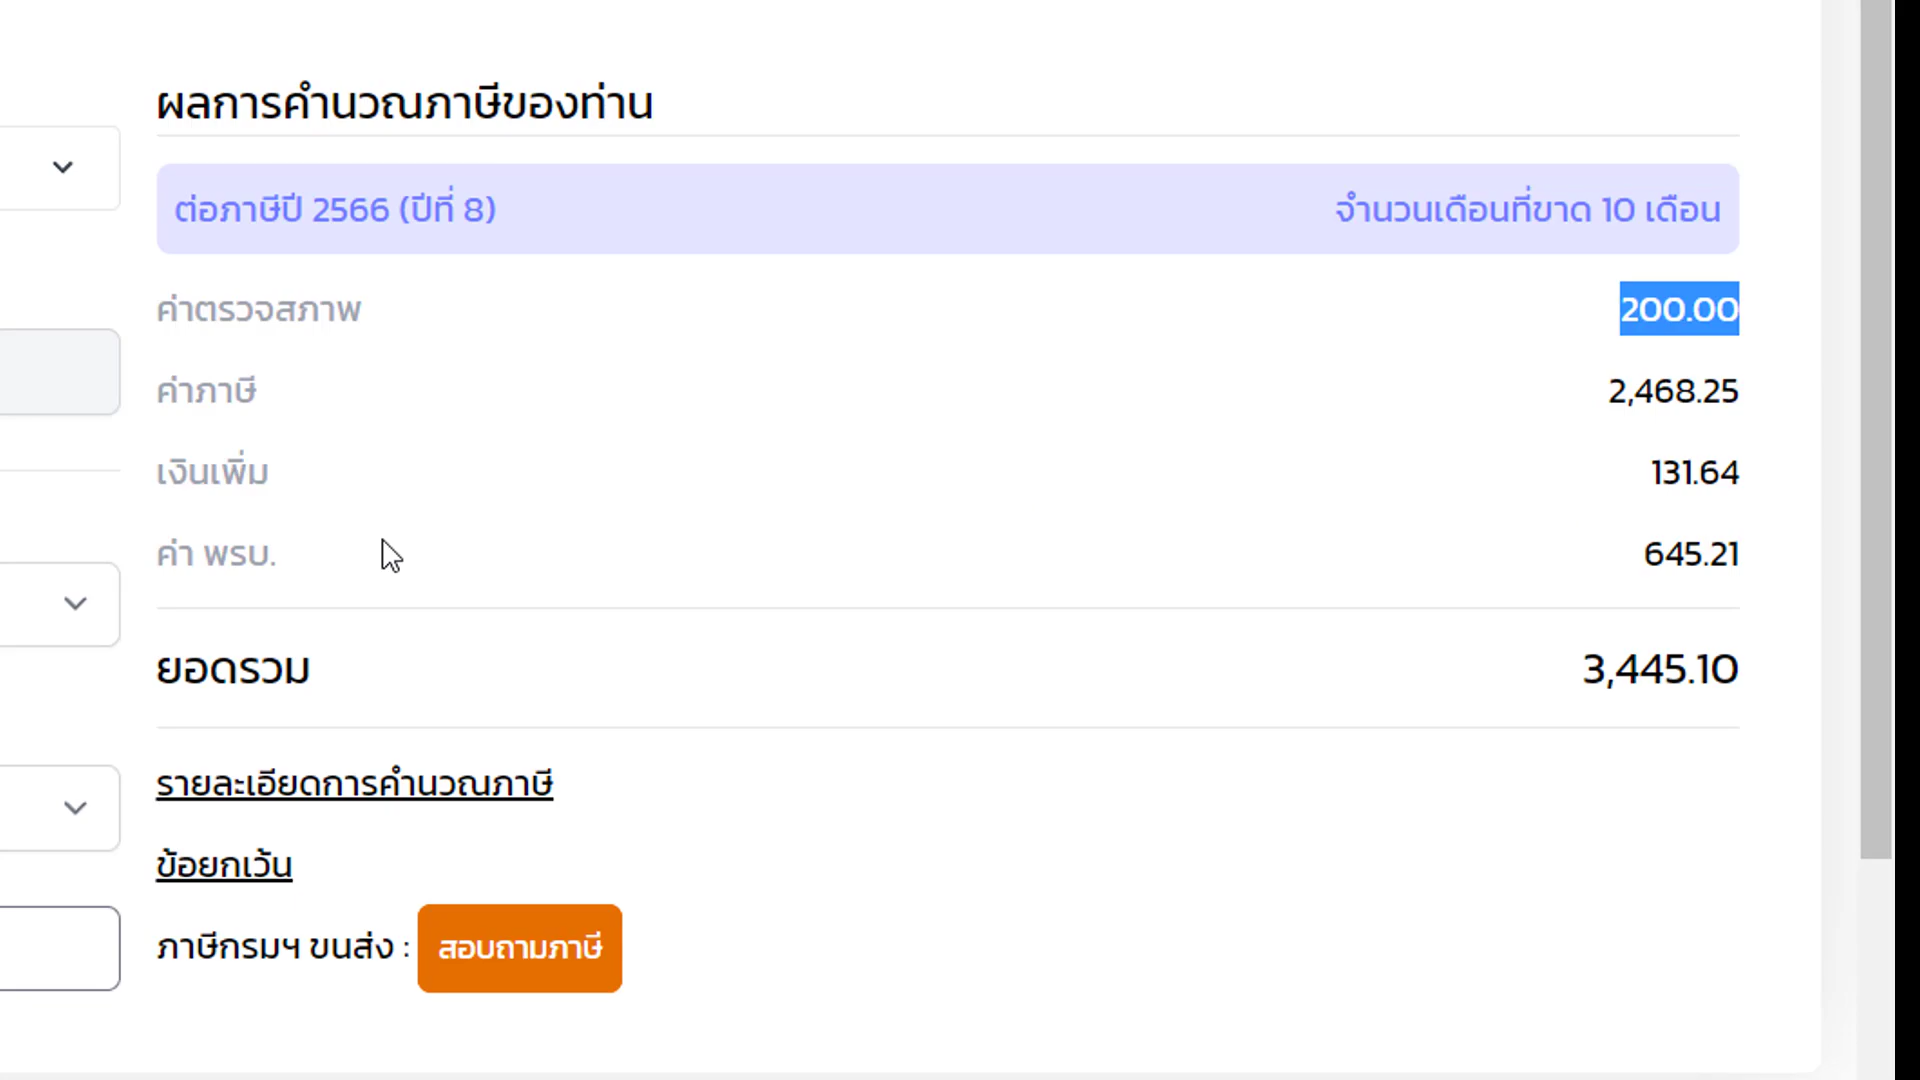 ผลการคำนวณภาษีของท่าน
ต่อภาษีปี 2566 (ปีที่ 8) จำนวนเดือนที่ขาด 10 เดือน
ค่าตรวจสภาพ 200.00
ค่าภาษี 2,468.25
เงินเพิ่ม 131.64
ค่า พรบ. 645.21
ยอดรวม 3,445.10
รายละเอียดการคำนวณภาษี
ข้อยกเว้น
ภาษีกรมฯ ขนส่ง : สอบถามภาษี